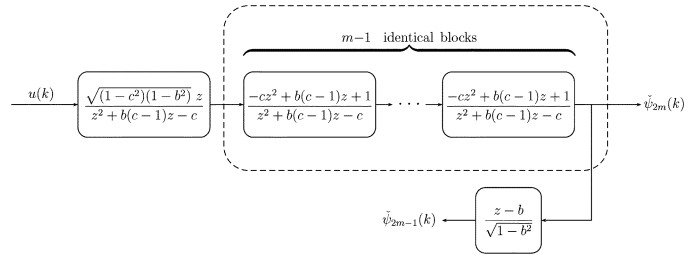 m−1 identical blocks
u(k)
√((1−c²)(1−b²)) z
z² + b(c−1)z − c
−cz² + b(c−1)z + 1
z² + b(c−1)z − c
· · ·
−cz² + b(c−1)z + 1
z² + b(c−1)z − c
ψ̌₂ₘ(k)
ψ̌₂ₘ₋₁(k)
z − b
√(1−b²)